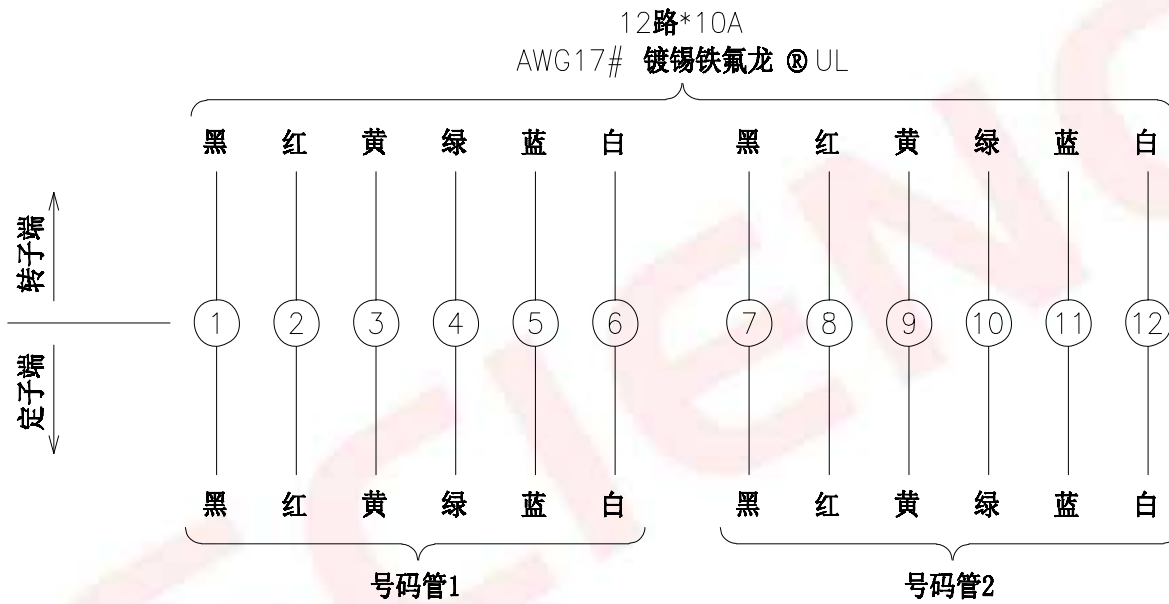 12路*10A
AWG17# 镀锡铁氟龙 ® UL
黑 红 黄 绿 蓝 白 黑 红 黄 绿 蓝 白
转子端
1 2 3 4 5 6 7 8 9 10 11 12
定子端
黑 红 黄 绿 蓝 白 黑 红 黄 绿 蓝 白
号码管1 号码管2